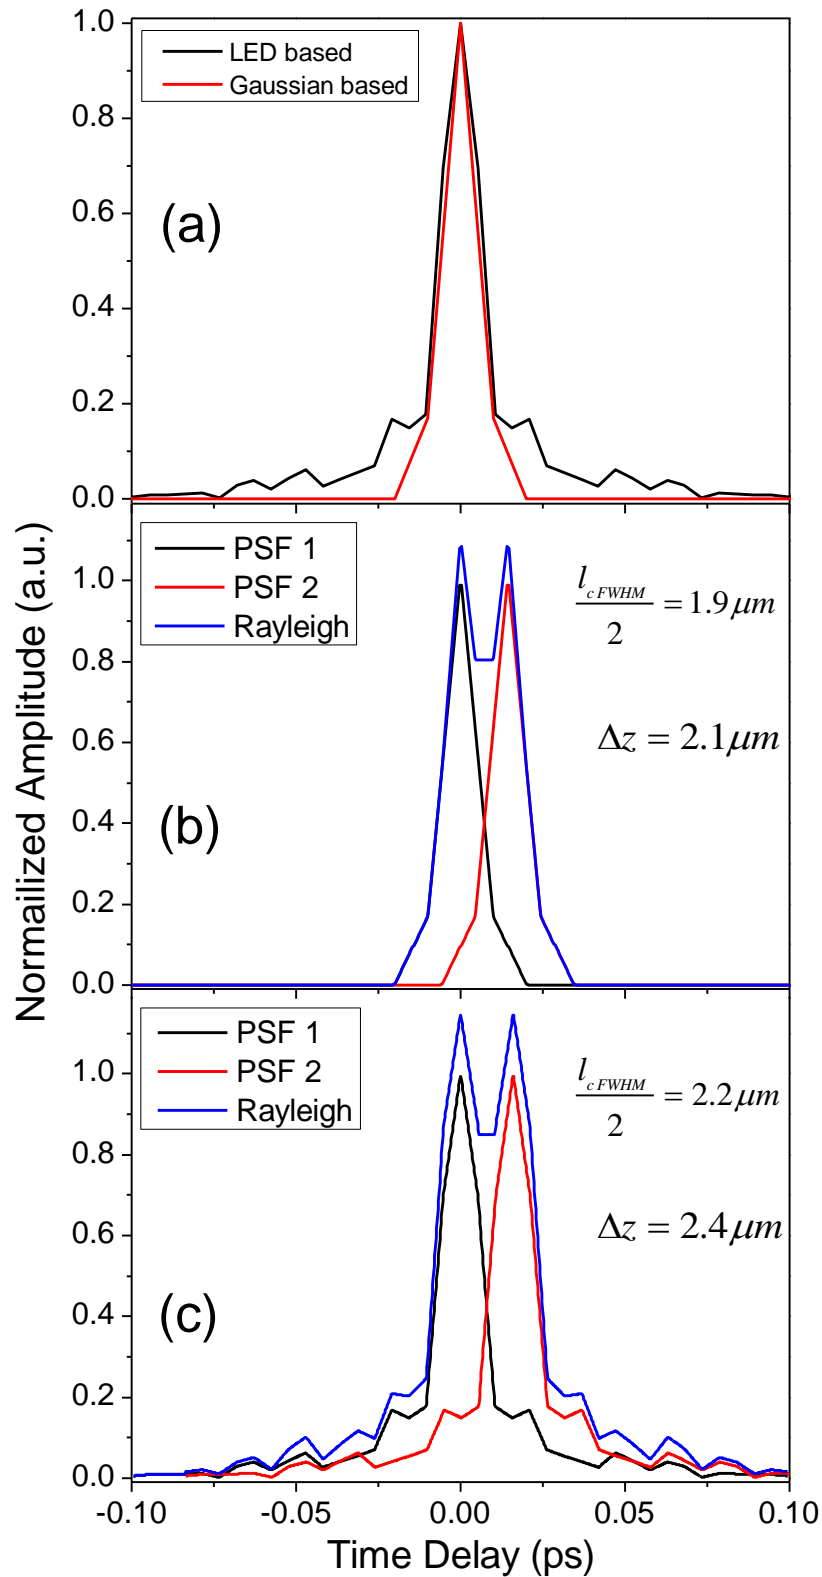 1.0
0.8
0.6
0.4
0.2
0.0
LED based
Gaussian based
(a)
1.0
0.8
0.6
0.4
0.2
0.0
PSF 1
PSF 2
Rayleigh
l_{c FWHM}
/2 = 1.9 μm
Δz = 2.1 μm
(b)
Normailized Amplitude (a.u.)
1.0
0.8
0.6
0.4
0.2
0.0
PSF 1
PSF 2
Rayleigh
l_{c FWHM}
/2 = 2.2 μm
Δz = 2.4 μm
(c)
-0.10 -0.05 0.00 0.05 0.10
Time Delay (ps)